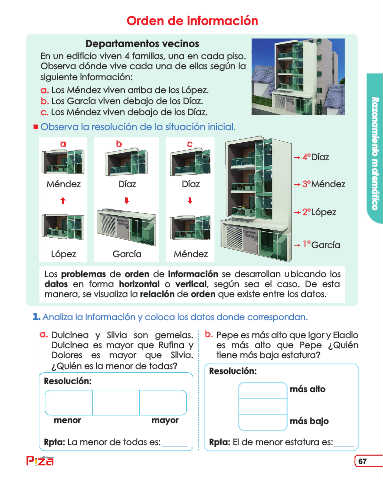 Orden de información
Departamentos vecinos
En un edificio viven 4 familias, una en cada piso.
Observa dónde vive cada una de ellas según la
siguiente información:
a. Los Méndez viven arriba de los López.
b. Los García viven debajo de los Díaz.
c. Los Méndez viven debajo de los Díaz.
Observa la resolución de la situación inicial.
a b c
Méndez Díaz Díaz
López García Méndez
4° Díaz
3° Méndez
2° López
1° García
Los problemas de orden de información se desarrollan ubicando los
datos en forma horizontal o vertical, según sea el caso. De esta
manera, se visualiza la relación de orden que existe entre los datos.
Razonamiento matemático
1. Analiza la información y coloca los datos donde correspondan.
a. Dulcinea y Silvia son gemelas.
Dulcinea es mayor que Rufina y
Dolores es mayor que Silvia.
¿Quién es la menor de todas?
Resolución:
menor mayor
Rpta: La menor de todas es:
b. Pepe es más alto que Igor y Eladio
es más alto que Pepe ¿Quién
tiene más baja estatura?
Resolución:
más alto
más bajo
Rpta: El de menor estatura es:
Piza
67